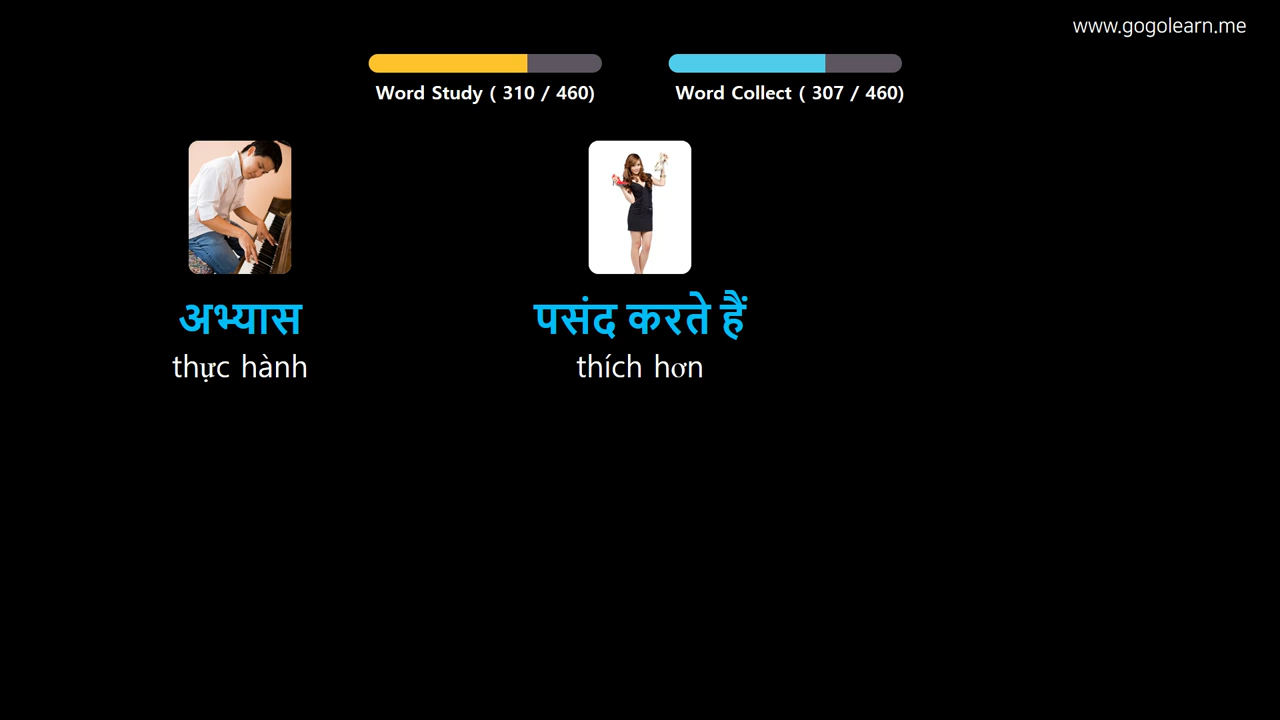 www.gogolearn.me
Word Study ( 310 / 460)
Word Collect ( 307 / 460)
अभ्यास
पसंद करते हैं
thực hành
thích hơn